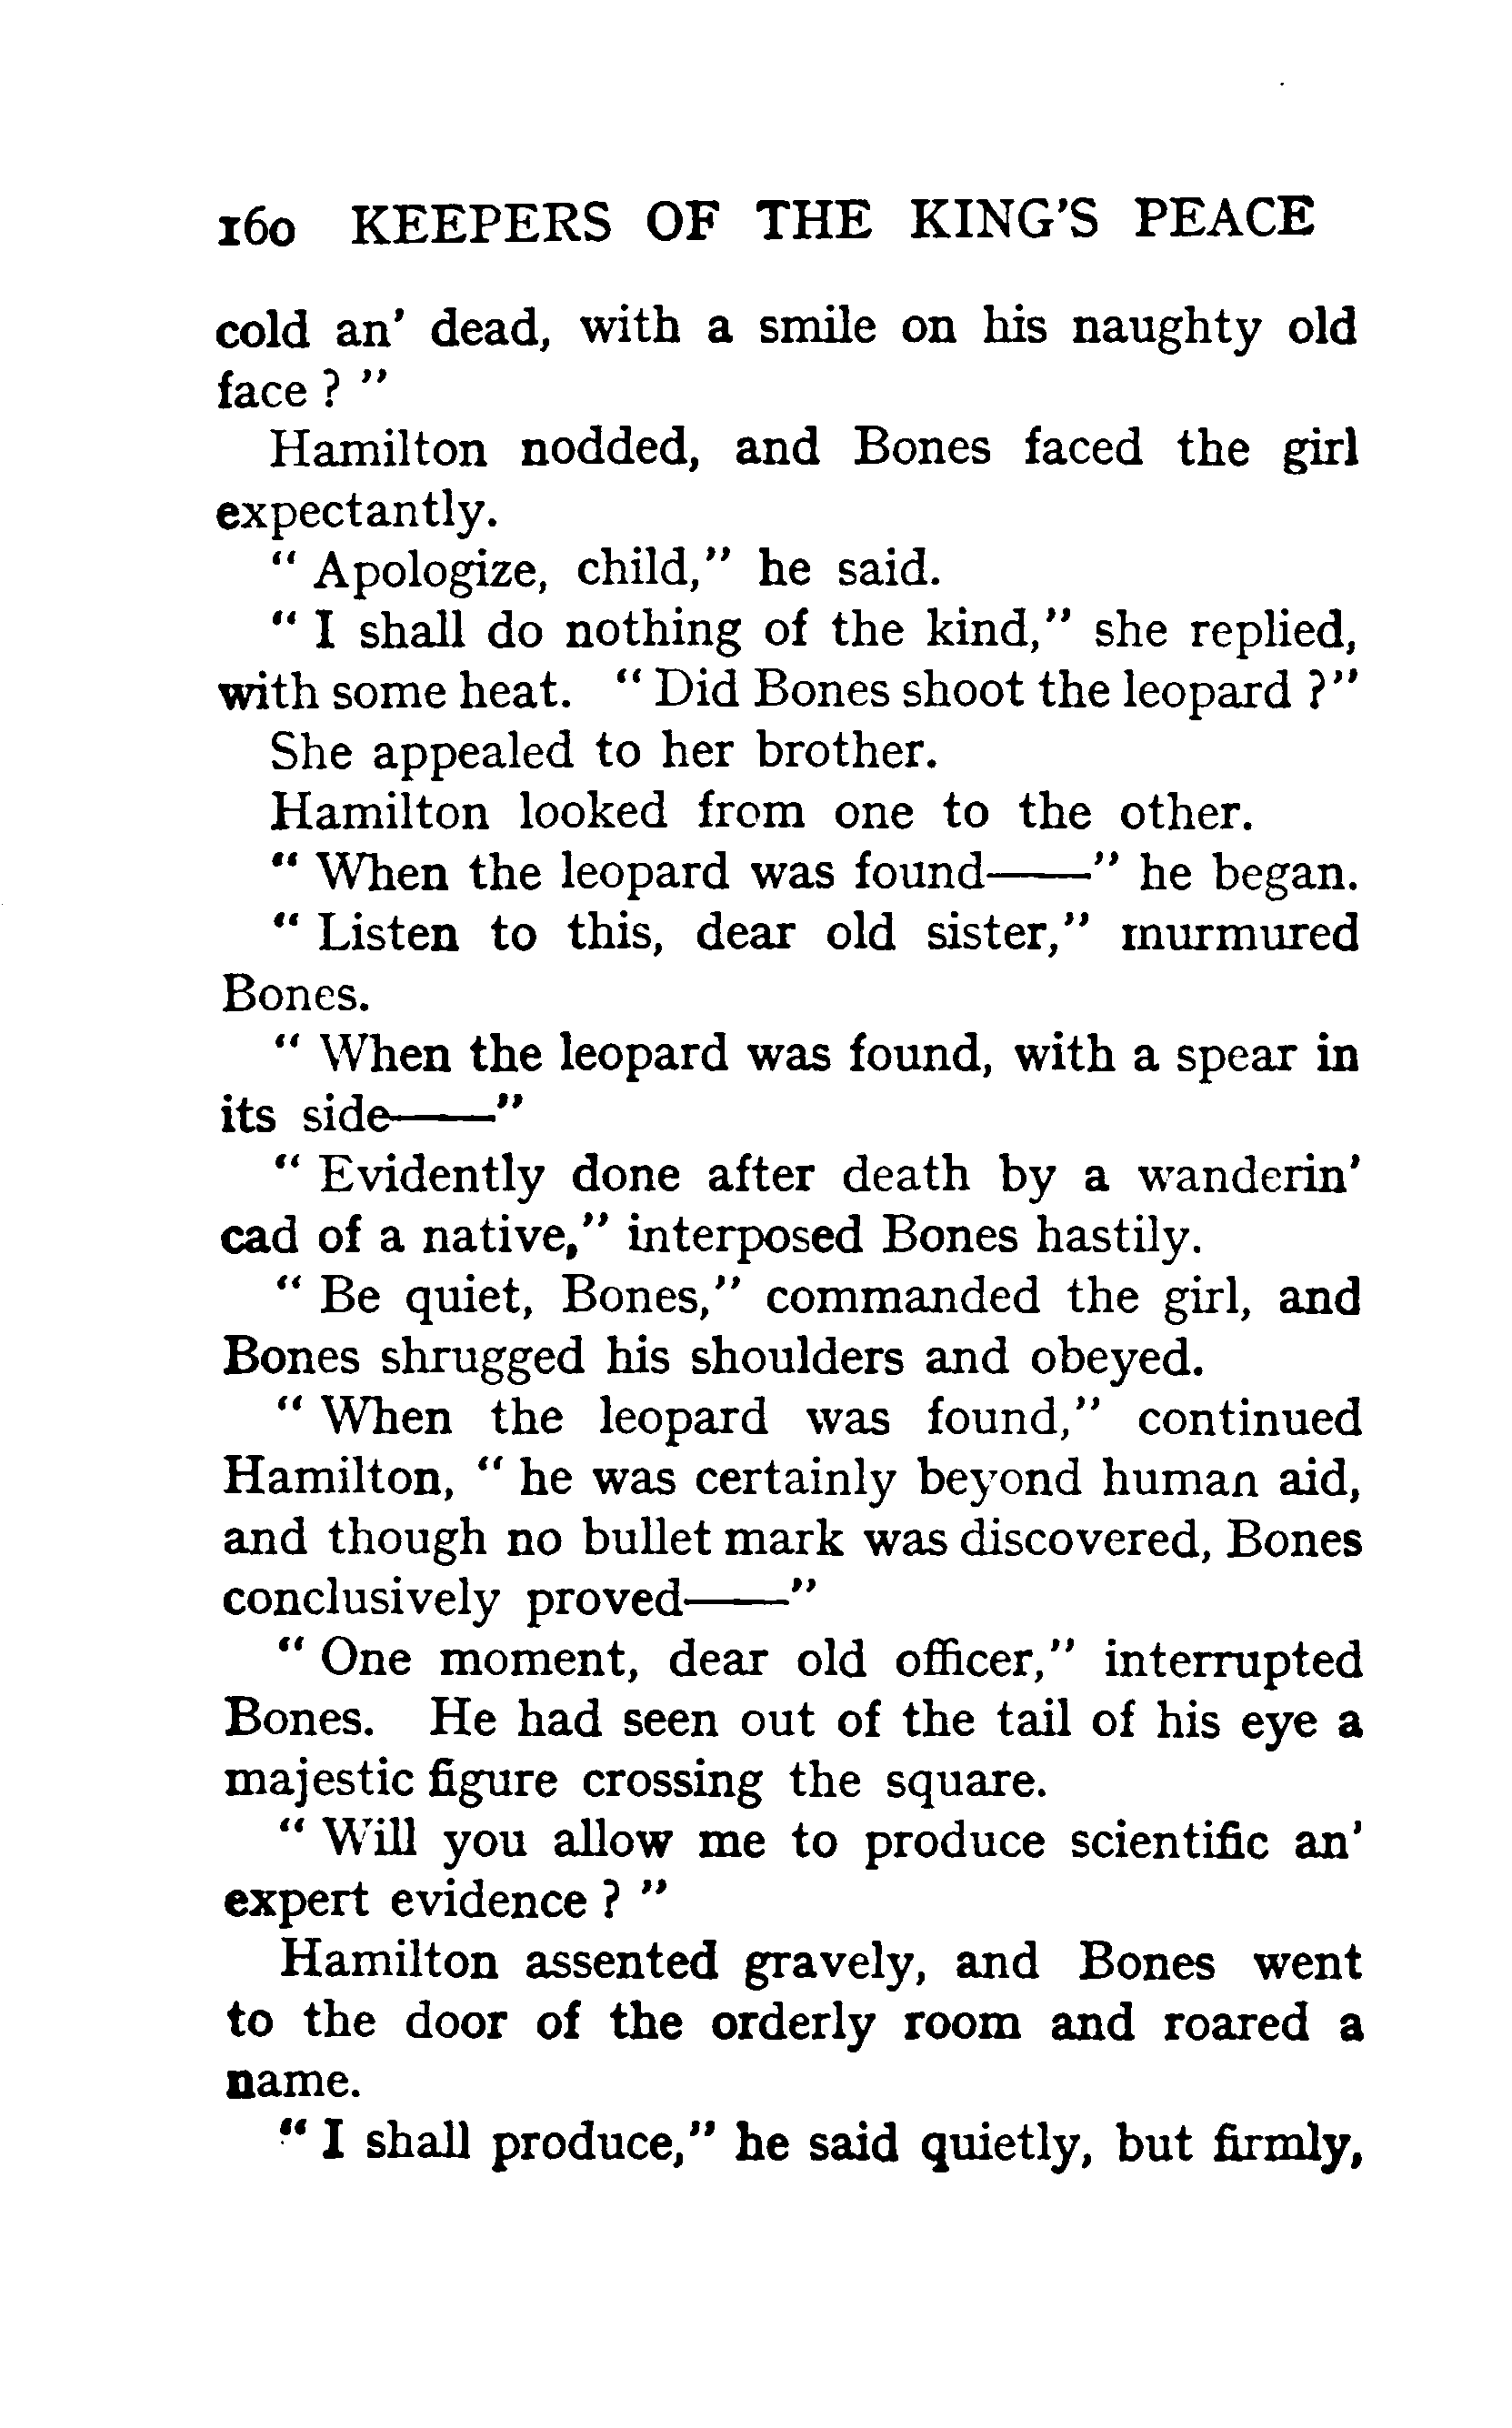 160 KEEPERS OF THE KING'S PEACE
cold an' dead, with a smile on his naughty old
face ? "
Hamilton nodded, and Bones faced the girl
expectantly.
" Apologize, child," he said.
" I shall do nothing of the kind," she replied,
with some heat. " Did Bones shoot the leopard ?"
She appealed to her brother.
Hamilton looked from one to the other.
" When the leopard was found——" he began.
" Listen to this, dear old sister," murmured
Bones.
" When the leopard was found, with a spear in
its side——"
" Evidently done after death by a wanderin'
cad of a native," interposed Bones hastily.
" Be quiet, Bones," commanded the girl, and
Bones shrugged his shoulders and obeyed.
" When the leopard was found," continued
Hamilton, " he was certainly beyond human aid,
and though no bullet mark was discovered, Bones
conclusively proved——"
" One moment, dear old officer," interrupted
Bones. He had seen out of the tail of his eye a
majestic figure crossing the square.
" Will you allow me to produce scientific an'
expert evidence ? "
Hamilton assented gravely, and Bones went
to the door of the orderly room and roared a
name.
" I shall produce," he said quietly, but firmly,